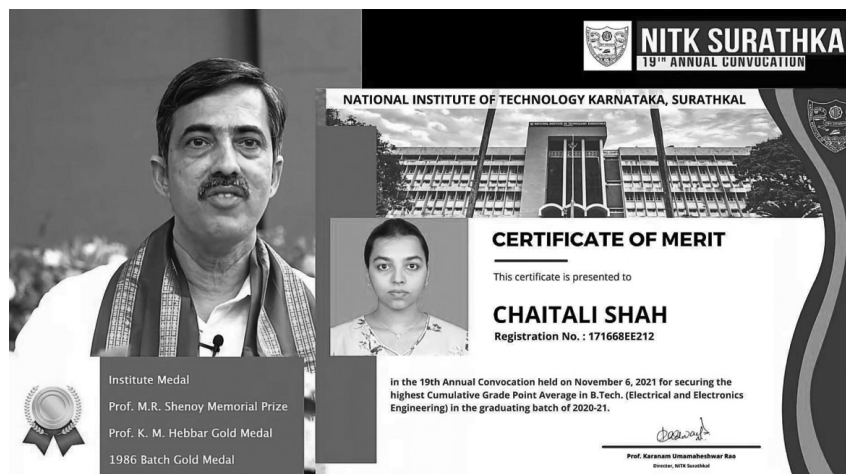 NITK SURATHKA
19TH ANNUAL CONVOCATION
NATIONAL INSTITUTE OF TECHNOLOGY KARNATAKA, SURATHKAL
CERTIFICATE OF MERIT
This certificate is presented to
CHAITALI SHAH
Registration No. : 171668EE212
in the 19th Annual Convocation held on November 6, 2021 for securing the
highest Cumulative Grade Point Average in B.Tech. (Electrical and Electronics
Engineering) in the graduating batch of 2020-21.
Prof. Karanam Umamaheshwar Rao
Director, NITK Surathkal
Institute Medal
Prof. M.R. Shenoy Memorial Prize
Prof. K. M. Hebbar Gold Medal
1986 Batch Gold Medal